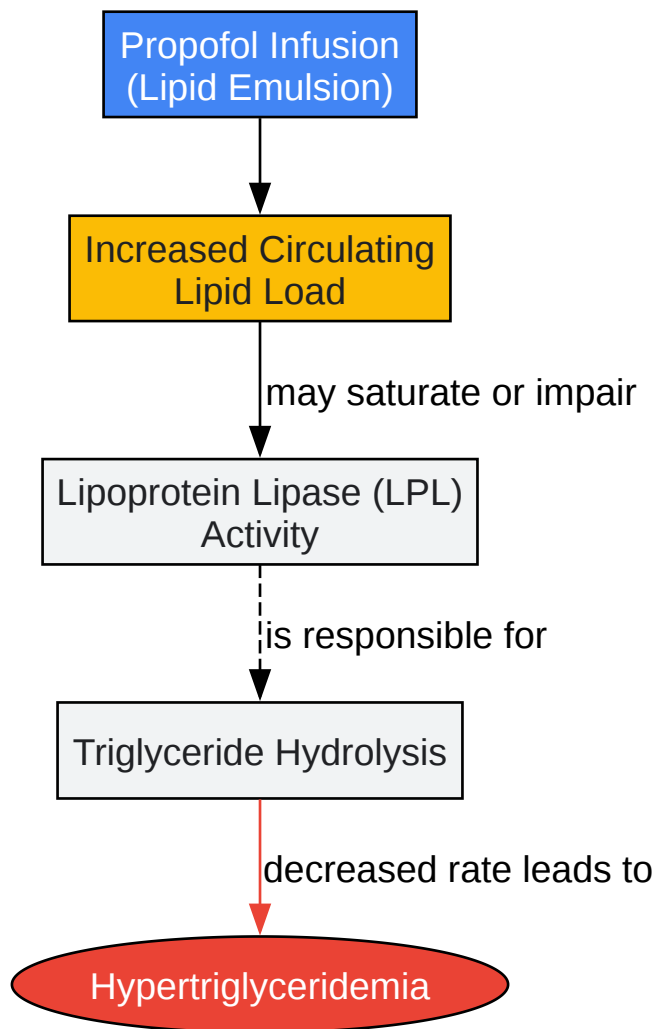 Propofol Infusion
(Lipid Emulsion)
Increased Circulating
Lipid Load
may saturate or impair
Lipoprotein Lipase (LPL)
Activity
is responsible for
Triglyceride Hydrolysis
decreased rate leads to
Hypertriglyceridemia